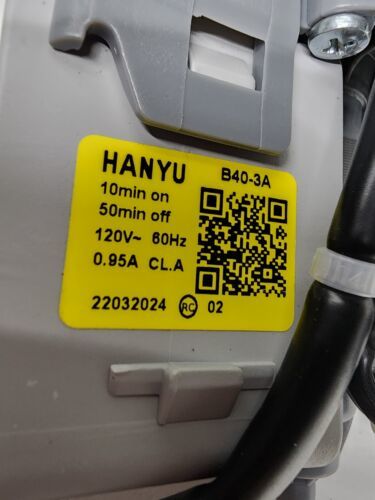 HANYU B40-3A
10min on
50min off
120V~ 60Hz
0.95A CL.A
22032024 RC 02